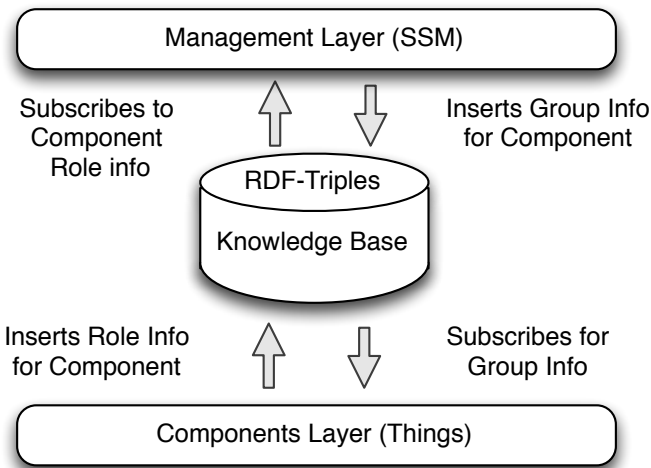 Management Layer (SSM)
Subscribes to
Component
Role info
Inserts Group Info
for Component
RDF-Triples
Knowledge Base
Inserts Role Info
for Component
Subscribes for
Group Info
Components Layer (Things)